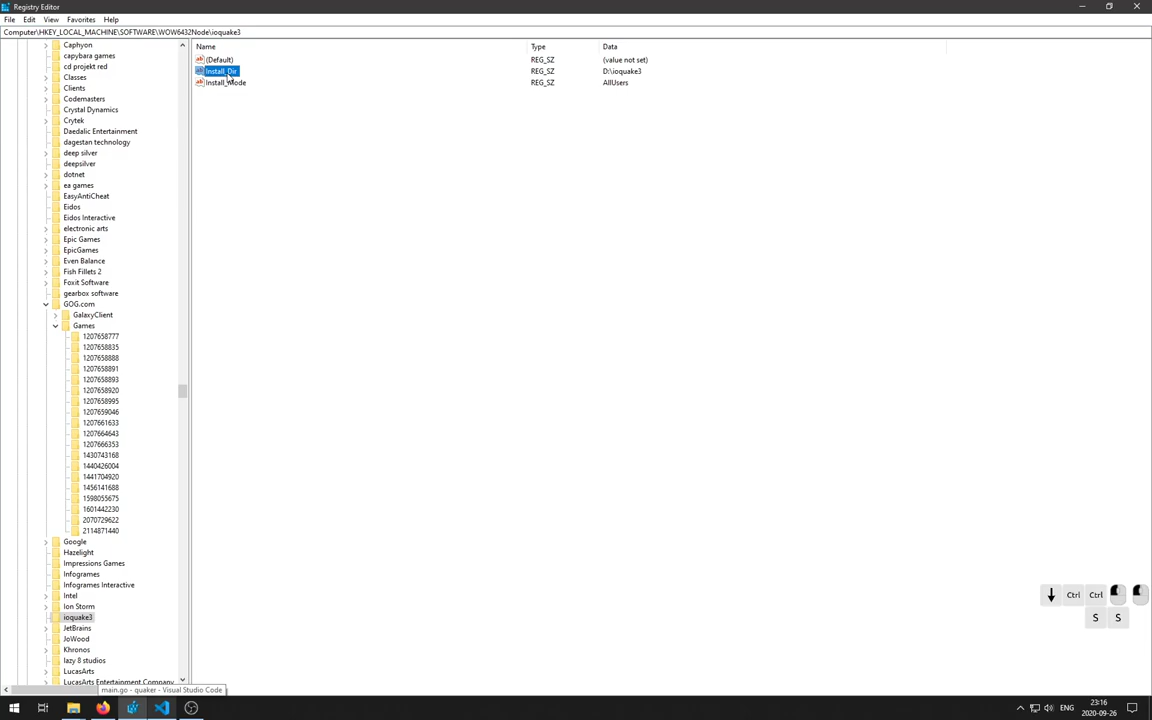 Registry Editor
File Edit View Favorites Help
Computer\HKEY_LOCAL_MACHINE\SOFTWARE\WOW6432Node\ioquake3
Name Type Data
(Default) REG_SZ (value not set)
Install_Dir REG_SZ D:\ioquake3
Install_Mode REG_SZ AllUsers
Caphyon
capybara games
cd projekt red
Classes
Clients
Codemasters
Crystal Dynamics
Crytek
Daedalic Entertainment
dagestan technology
deep silver
deepsilver
dotnet
ea games
EasyAntiCheat
Eidos
Eidos Interactive
electronic arts
Epic Games
EpicGames
Even Balance
Fish Fillets 2
Foxit Software
gearbox software
GOG.com
GalaxyClient
Games
1207658777
1207658835
1207658888
1207658891
1207658893
1207658920
1207658995
1207659046
1207661633
1207664643
1207666353
1430743168
1440426004
1441704920
1456141688
1598055675
1601442230
2070729622
2114871440
Google
Hazelight
Impressions Games
Infogrames
Infogrames Interactive
Intel
Ion Storm
ioquake3
JetBrains
JoWood
Khronos
lazy 8 studios
LucasArts
LucasArts Entertainment Company
Ctrl Ctrl
S S
main.go - quaker - Visual Studio Code
ENG
23:16
2020-09-26